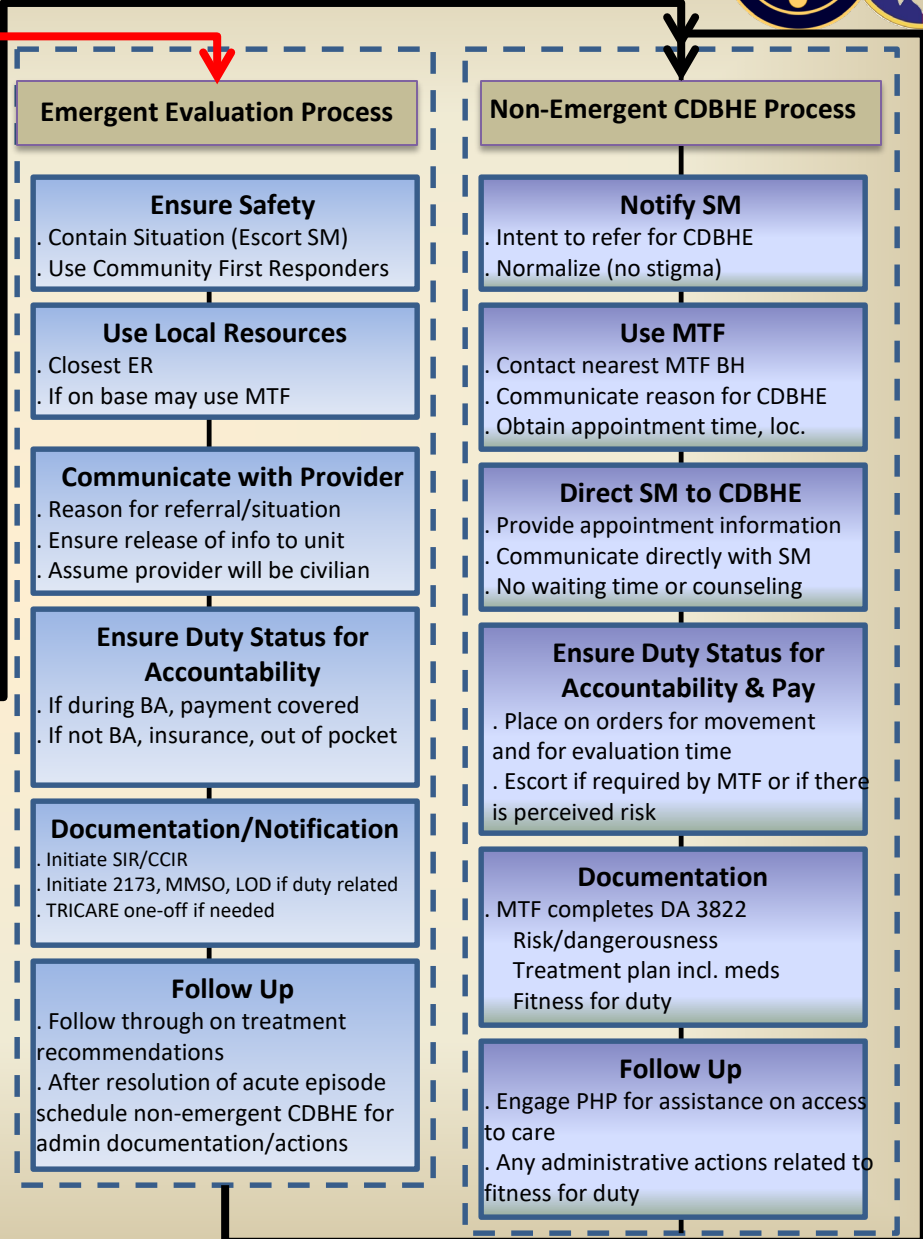 Emergent Evaluation Process
Ensure Safety
. Contain Situation (Escort SM)
. Use Community First Responders
Use Local Resources
. Closest ER
. If on base may use MTF
Communicate with Provider
. Reason for referral/situation
. Ensure release of info to unit
. Assume provider will be civilian
Ensure Duty Status for
Accountability
. If during BA, payment covered
. If not BA, insurance, out of pocket
Documentation/Notification
. Initiate SIR/CCIR
. Initiate 2173, MMSO, LOD if duty related
. TRICARE one-off if needed
Follow Up
. Follow through on treatment
recommendations
. After resolution of acute episode
schedule non-emergent CDBHE for
admin documentation/actions
Non-Emergent CDBHE Process
Notify SM
. Intent to refer for CDBHE
. Normalize (no stigma)
Use MTF
. Contact nearest MTF BH
. Communicate reason for CDBHE
. Obtain appointment time, loc.
Direct SM to CDBHE
. Provide appointment information
. Communicate directly with SM
. No waiting time or counseling
Ensure Duty Status for
Accountability & Pay
. Place on orders for movement
and for evaluation time
. Escort if required by MTF or if there
is perceived risk
Documentation
. MTF completes DA 3822
Risk/dangerousness
Treatment plan incl. meds
Fitness for duty
Follow Up
. Engage PHP for assistance on access
to care
. Any administrative actions related to
fitness for duty